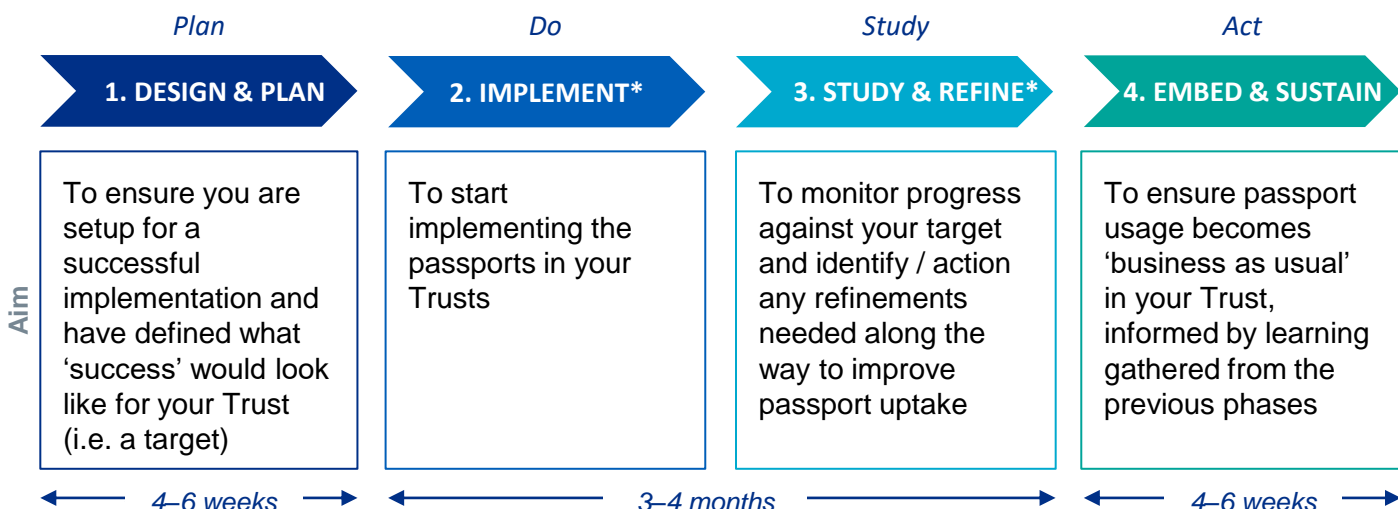 Plan
Do
Study
Act
1. DESIGN & PLAN
2. IMPLEMENT*
3. STUDY & REFINE*
4. EMBED & SUSTAIN
Aim
To ensure you are
setup for a
successful
implementation and
have defined what
‘success’ would look
like for your Trust
(i.e. a target)
To start
implementing the
passports in your
Trusts
To monitor progress
against your target
and identify / action
any refinements
needed along the
way to improve
passport uptake
To ensure passport
usage becomes
‘business as usual’
in your Trust,
informed by learning
gathered from the
previous phases
4–6 weeks
3–4 months
4–6 weeks